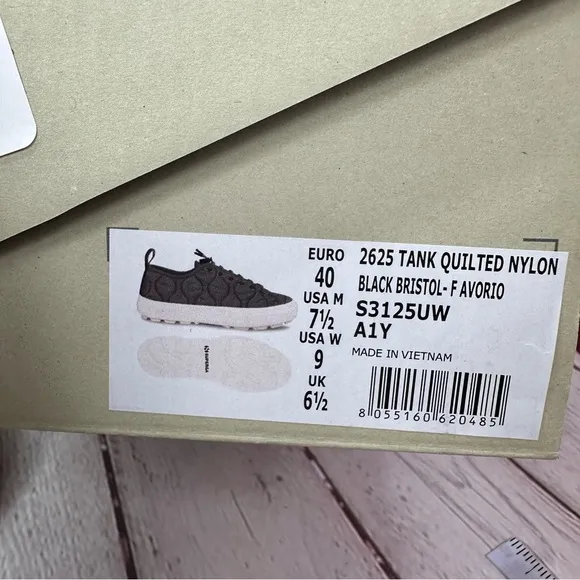 EURO
40
USA M
7½
USA W
9
UK
6½
2625 TANK QUILTED NYLON
BLACK BRISTOL- F AVORIO
S3125UW
A1Y
MADE IN VIETNAM
8 055160 620485
SUPERGA